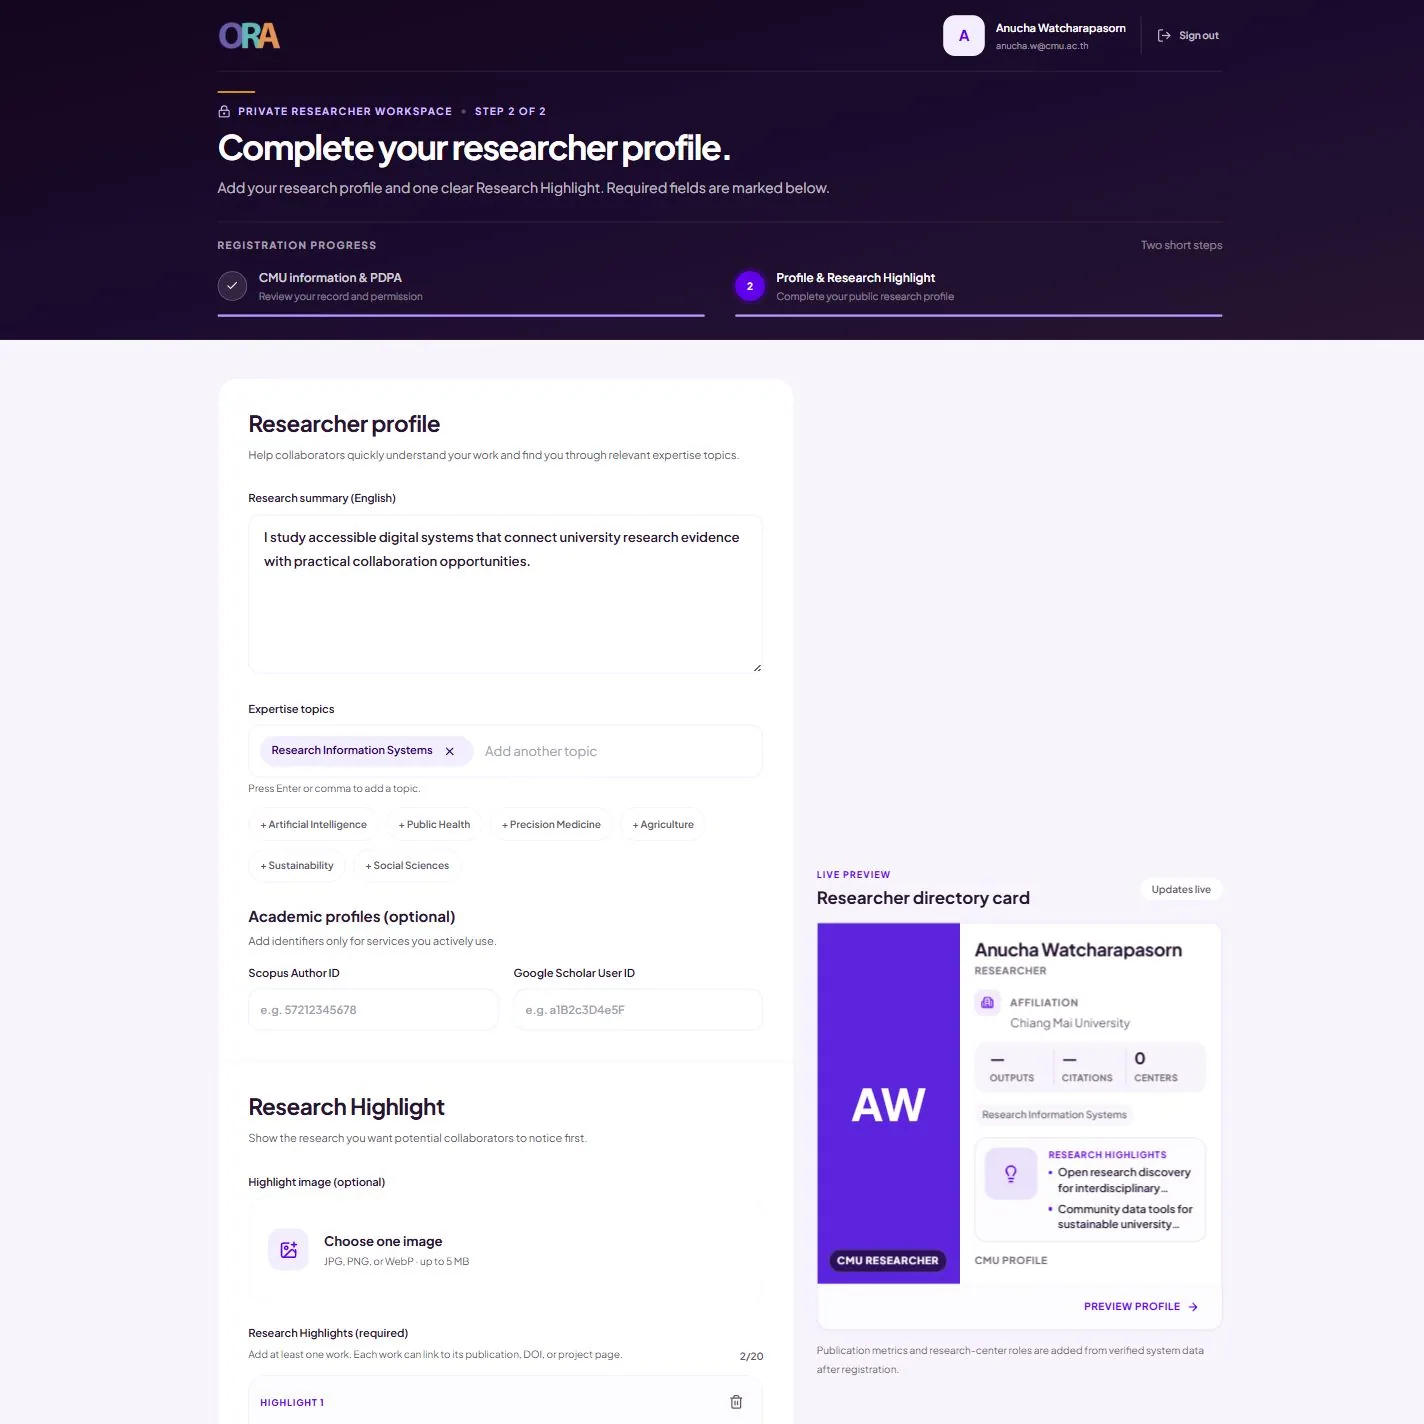 ORA
A
Anucha Watcharapasorn
anucha.w@cmu.ac.th
Sign out
PRIVATE RESEARCHER WORKSPACE • STEP 2 OF 2
Complete your researcher profile.
Add your research profile and one clear Research Highlight. Required fields are marked below.
REGISTRATION PROGRESS
Two short steps
CMU information & PDPA
Review your record and permission
2
Profile & Research Highlight
Complete your public research profile
Researcher profile
Help collaborators quickly understand your work and find you through relevant expertise topics.
Research summary (English)
I study accessible digital systems that connect university research evidence
with practical collaboration opportunities.
Expertise topics
Research Information Systems ×
Add another topic
Press Enter or comma to add a topic.
+ Artificial Intelligence
+ Public Health
+ Precision Medicine
+ Agriculture
+ Sustainability
+ Social Sciences
Academic profiles (optional)
Add identifiers only for services you actively use.
Scopus Author ID
Google Scholar User ID
e.g. 57212345678
e.g. a1B2c3D4e5F
Research Highlight
Show the research you want potential collaborators to notice first.
Highlight image (optional)
Choose one image
JPG, PNG, or WebP · up to 5 MB
Research Highlights (required)
Add at least one work. Each work can link to its publication, DOI, or project page.
2/20
HIGHLIGHT 1
LIVE PREVIEW
Researcher directory card
Updates live
AW
CMU RESEARCHER
Anucha Watcharapasorn
RESEARCHER
AFFILIATION
Chiang Mai University
— — 0
OUTPUTS CITATIONS CENTERS
Research Information Systems
RESEARCH HIGHLIGHTS
• Open research discovery
for interdisciplinary…
• Community data tools for
sustainable university…
CMU PROFILE
PREVIEW PROFILE →
Publication metrics and research-center roles are added from verified system data
after registration.